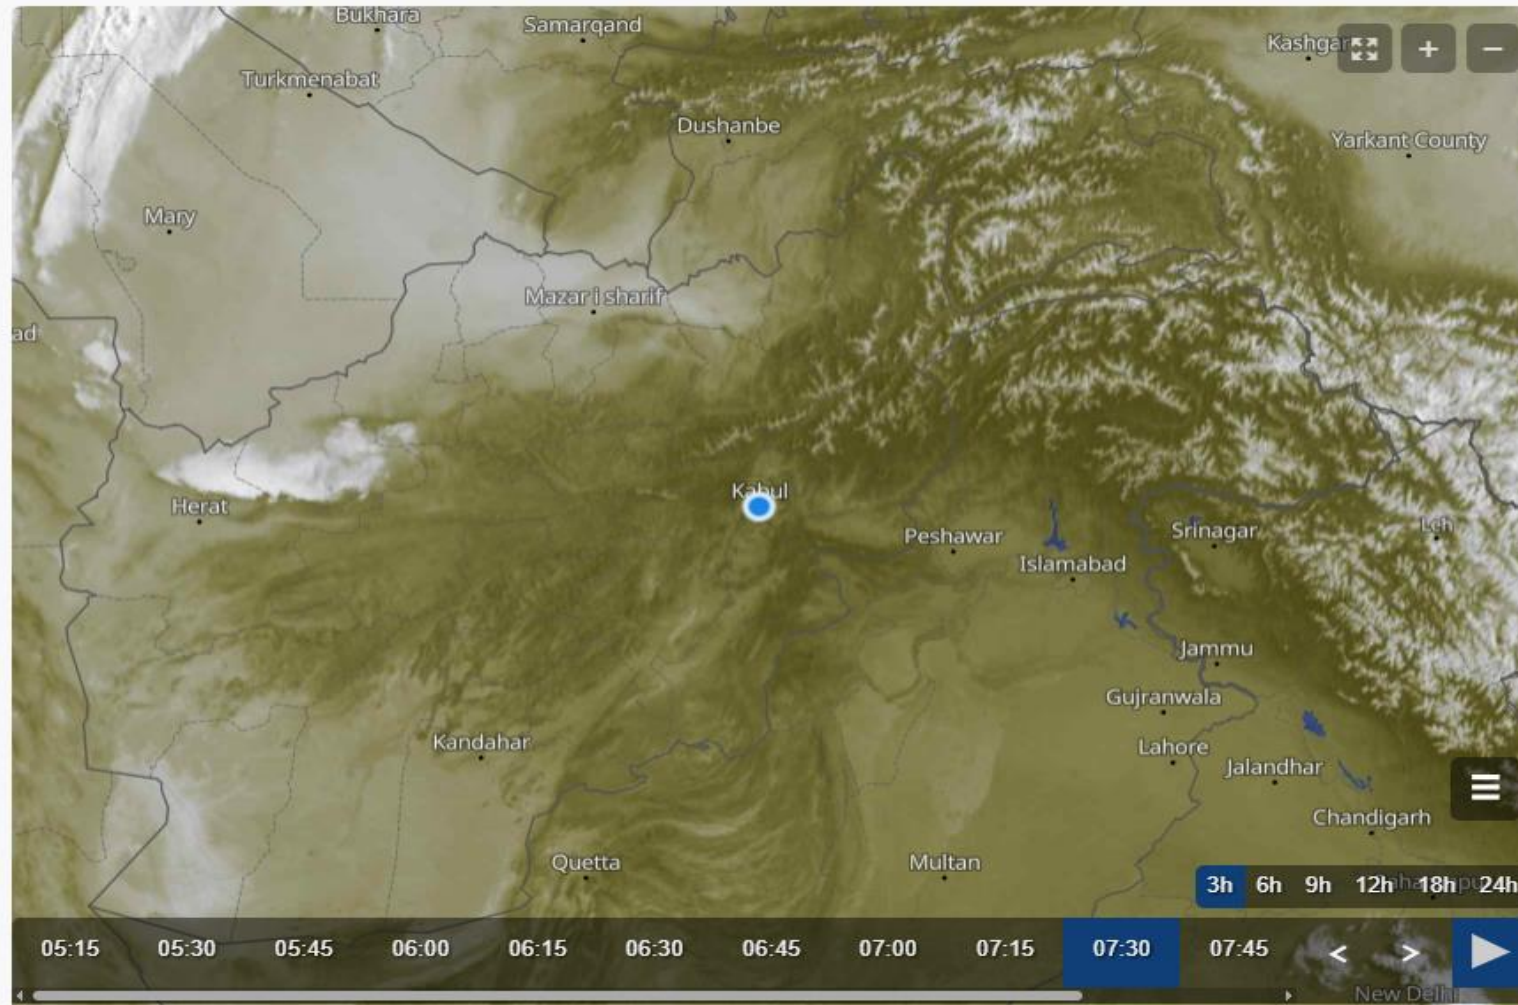 Bukhara
Samarqand
Kashgar
Turkmenabat
Dushanbe
Yarkant County
Mary
Mazar i sharif
ad
Kabul
Herat
Peshawar
Srinagar
Leh
Islamabad
Jammu
Gujranwala
Kandahar
Lahore
Jalandhar
Chandigarh
Quetta
Multan
3h 6h 9h 12h 18h 24h
05:15 05:30 05:45 06:00 06:15 06:30 06:45 07:00 07:15 07:30 07:45 < >
New Delhi